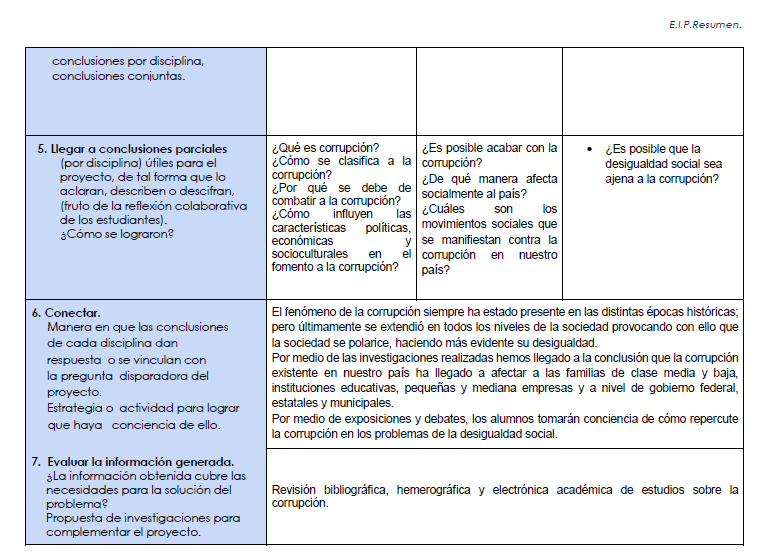 E.I.P.Resumen.
conclusiones por disciplina,
conclusiones conjuntas.
5. Llegar a conclusiones parciales
(por disciplina) útiles para el
proyecto, de tal forma que lo
aclaran, describen o descifran,
(fruto de la reflexión colaborativa
de los estudiantes).
¿Cómo se lograron?
¿Qué es corrupción?
¿Cómo se clasifica a la
corrupción?
¿Por qué se debe de
combatir a la corrupción?
¿Cómo influyen las
características políticas,
económicas y
socioculturales en el
fomento a la corrupción?
¿Es posible acabar con la
corrupción?
¿De qué manera afecta
socialmente al país?
¿Cuáles son los
movimientos sociales que
se manifiestan contra la
corrupción en nuestro
país?
• ¿Es posible que la
desigualdad social sea
ajena a la corrupción?
6. Conectar.
Manera en que las conclusiones
de cada disciplina dan
respuesta o se vinculan con
la pregunta disparadora del
proyecto.
Estrategia o actividad para lograr
que haya conciencia de ello.
El fenómeno de la corrupción siempre ha estado presente en las distintas épocas históricas;
pero últimamente se extendió en todos los niveles de la sociedad provocando con ello que
la sociedad se polarice, haciendo más evidente su desigualdad.
Por medio de las investigaciones realizadas hemos llegado a la conclusión que la corrupción
existente en nuestro país ha llegado a afectar a las familias de clase media y baja,
instituciones educativas, pequeñas y mediana empresas y a nivel de gobierno federal,
estatales y municipales.
Por medio de exposiciones y debates, los alumnos tomarán conciencia de cómo repercute
la corrupción en los problemas de la desigualdad social.
7. Evaluar la información generada.
¿La información obtenida cubre las
necesidades para la solución del
problema?
Propuesta de investigaciones para
complementar el proyecto.
Revisión bibliográfica, hemerográfica y electrónica académica de estudios sobre la
corrupción.